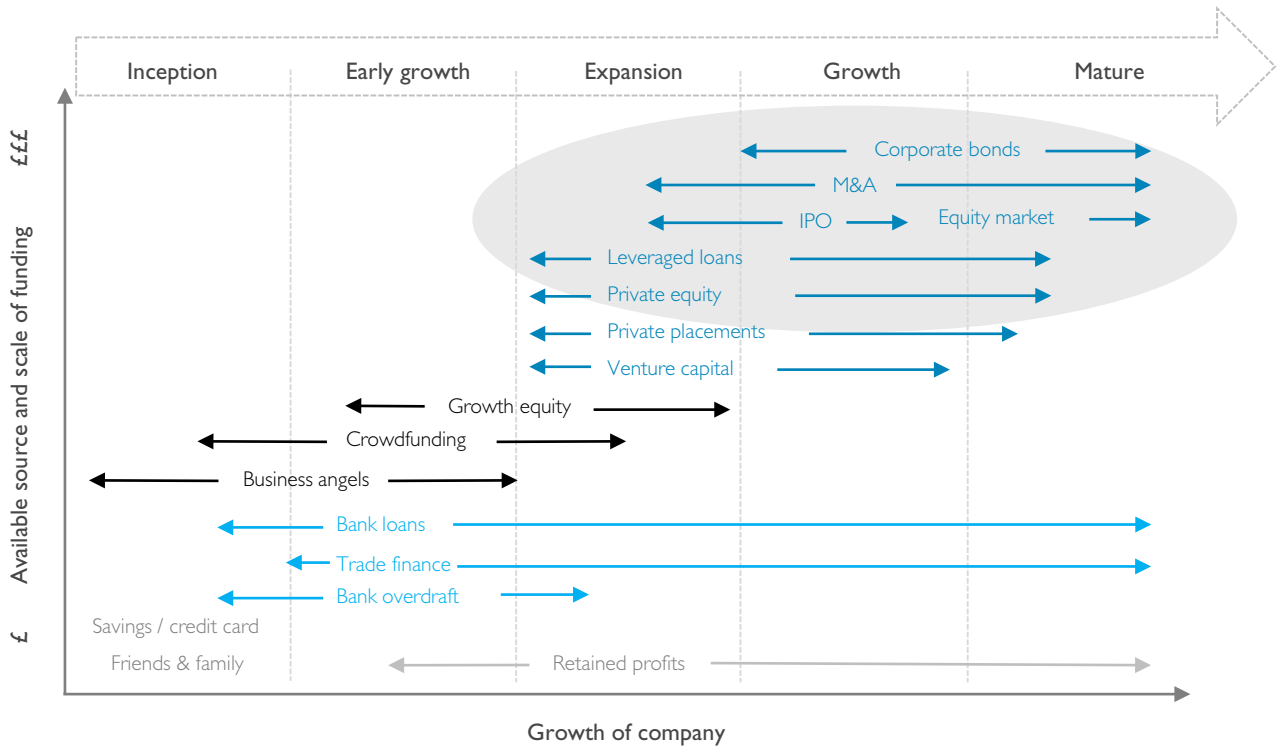 Inception
Early growth
Expansion
Growth
Mature
£££
Available source and scale of funding
£
Corporate bonds
M&A
IPO
Equity market
Leveraged loans
Private equity
Private placements
Venture capital
Growth equity
Crowdfunding
Business angels
Bank loans
Trade finance
Bank overdraft
Savings / credit card
Friends & family
Retained profits
Growth of company